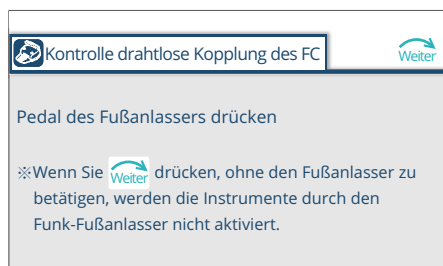 Kontrolle drahtlose Kopplung des FC
Weiter
Pedal des Fußanlassers drücken
※Wenn Sie Weiter drücken, ohne den Fußanlasser zu
betätigen, werden die Instrumente durch den
Funk-Fußanlasser nicht aktiviert.